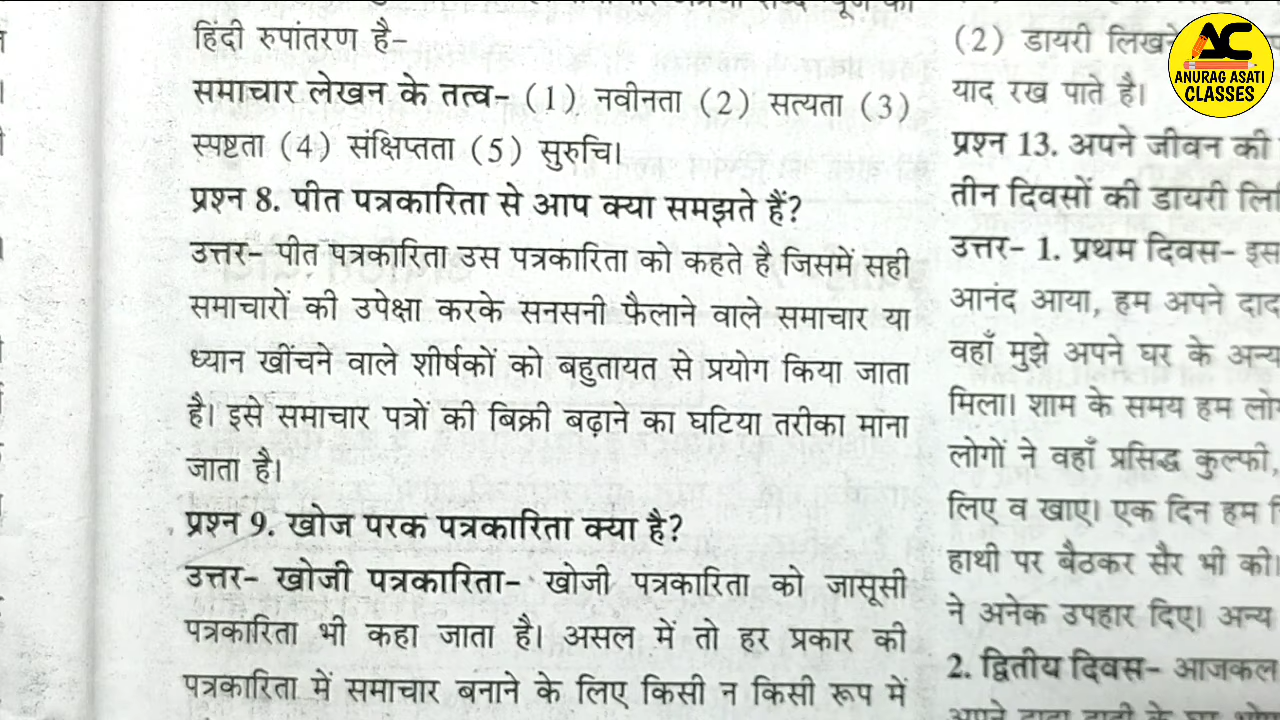 हिंदी रुपांतरण है–
समाचार लेखन के तत्व– (1) नवीनता (2) सत्यता (3)
स्पष्टता (4) संक्षिप्तता (5) सुरुचि।
प्रश्न 8. पीत पत्रकारिता से आप क्या समझते हैं?
उत्तर– पीत पत्रकारिता उस पत्रकारिता को कहते है जिसमें सही
समाचारों की उपेक्षा करके सनसनी फैलाने वाले समाचार या
ध्यान खींचने वाले शीर्षकों को बहुतायत से प्रयोग किया जाता
है। इसे समाचार पत्रों की बिक्री बढ़ाने का घटिया तरीका माना
जाता है।
प्रश्न 9. खोज परक पत्रकारिता क्या है?
उत्तर– खोजी पत्रकारिता– खोजी पत्रकारिता को जासूसी
पत्रकारिता भी कहा जाता है। असल में तो हर प्रकार की
पत्रकारिता में समाचार बनाने के लिए किसी न किसी रूप में
(2) डायरी लिखने
याद रख पाते है।
प्रश्न 13. अपने जीवन की
तीन दिवसों की डायरी
उत्तर– 1. प्रथम दिवस– इस
आनंद आया, हम अपने
वहाँ मुझे अपने घर के अन्य
मिला। शाम के समय हम
लोगों ने वहाँ प्रसिद्ध कुल्फी,
लिए व खाए। एक दिन हम
हाथी पर बैठकर सैर भी की।
ने अनेक उपहार दिए। अन्य
2. द्वितीय दिवस– आजकल
AC
ANURAG ASATI
CLASSES